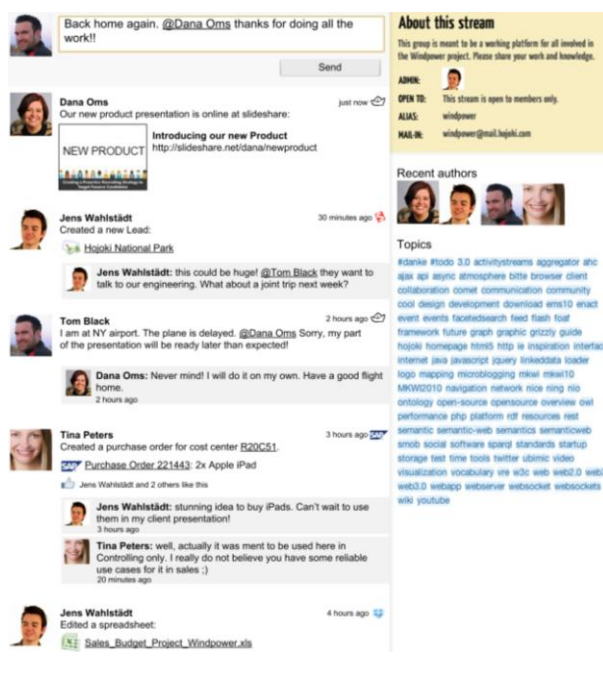 Back home again. @Dana Oms thanks for doing all the
work!!
Send
Dana Oms
just now
Our new product presentation is online at slideshare:
NEW PRODUCT
Introducing our new Product
http://slideshare.net/dana/newproduct
Jens Wahlstädt
30 minutes ago
Created a new Lead:
Hojoki National Park
Jens Wahlstädt: this could be huge! @Tom Black they want to
talk to our engineering. What about a joint trip next week?
Tom Black
2 hours ago
I am at NY airport. The plane is delayed. @Dana Oms Sorry, my part
of the presentation will be ready later than expected!
Dana Oms: Never mind! I will do it on my own. Have a good flight
home.
2 hours ago
Tina Peters
3 hours ago SAP
Created a purchase order for cost center R20C51.
SAP Purchase Order 221443: 2x Apple iPad
Jens Wahlstädt and 2 others like this
Jens Wahlstädt: stunning idea to buy iPads. Can't wait to use
them in my client presentation!
3 hours ago
Tina Peters: well, actually it was ment to be used here in
Controlling only. I really do not believe you have some reliable
use cases for it in sales ;)
20 minutes ago
Jens Wahlstädt
4 hours ago
Edited a spreadsheet:
Sales_Budget_Project_Windpower.xls
About this stream
This group is meant to be a working platform for all involved in
the Windpower project. Please share your work and knowledge.
ADMIN:
OPEN TO: This stream is open to members only.
ALIAS: windpower
MAIL-IN: windpower@mail.hojoki.com
Recent authors
Topics
#danke #todo 3.0 activitystreams aggregator ahc
ajax api async atmosphere bitte browser client
collaboration comet communication community
cool design development download ems10 enact
event events facetedsearch feed flash foaf
framework future graph graphic grizzly guide
hojoki homepage html5 http ie inspiration interfac
internet java javascript jquery linkeddata loader
logo mapping microblogging mkwi mkwi10
MKWI2010 navigation network nice ning nio
ontology open-source opensource overview owl
performance php platform rdf resources rest
semantic semantic-web semantics semanticweb
smob social software sparql standards startup
storage test time tools twitter ubimic video
visualization vocabulary vre w3c web web2.0 web
web3.0 webapp webserver websocket websockets
wiki youtube